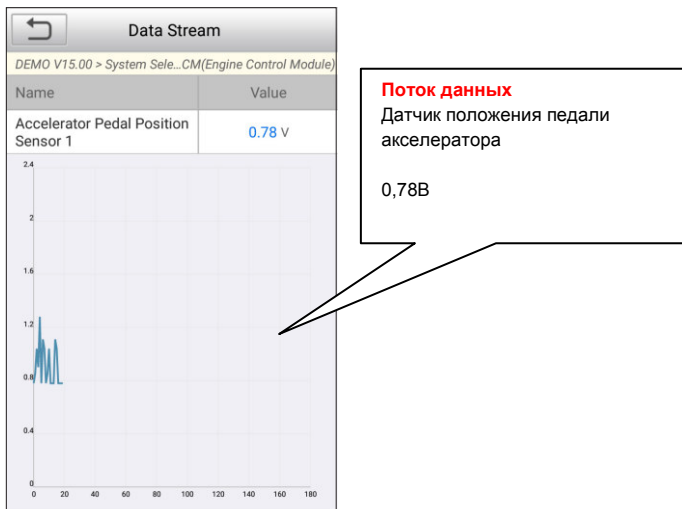 Data Stream
DEMO V15.00 > System Sele...CM(Engine Control Module)
Name Value
Accelerator Pedal Position
Sensor 1
0.78 V
2.4
2
1.6
1.2
0.8
0.4
0
0 20 40 60 80 100 120 140 160 180
Поток данных
Датчик положения педали
акселератора
0,78В